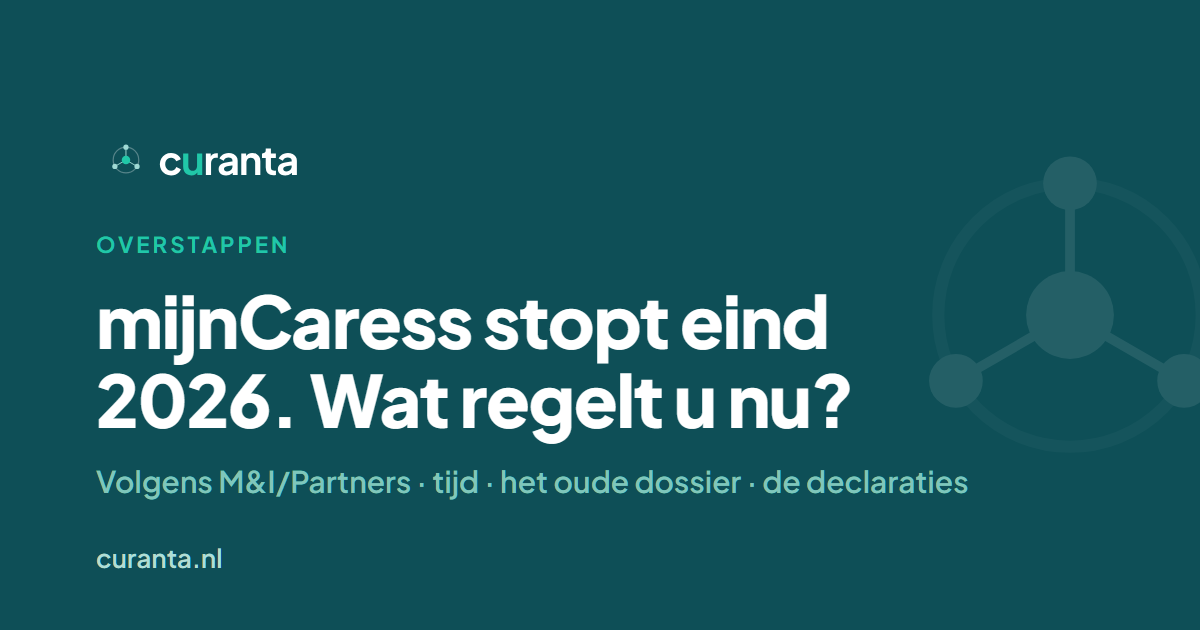 curanta
OVERSTAPPEN
mijnCaress stopt eind
2026. Wat regelt u nu?
Volgens M&I/Partners · tijd · het oude dossier · de declaraties
curanta.nl